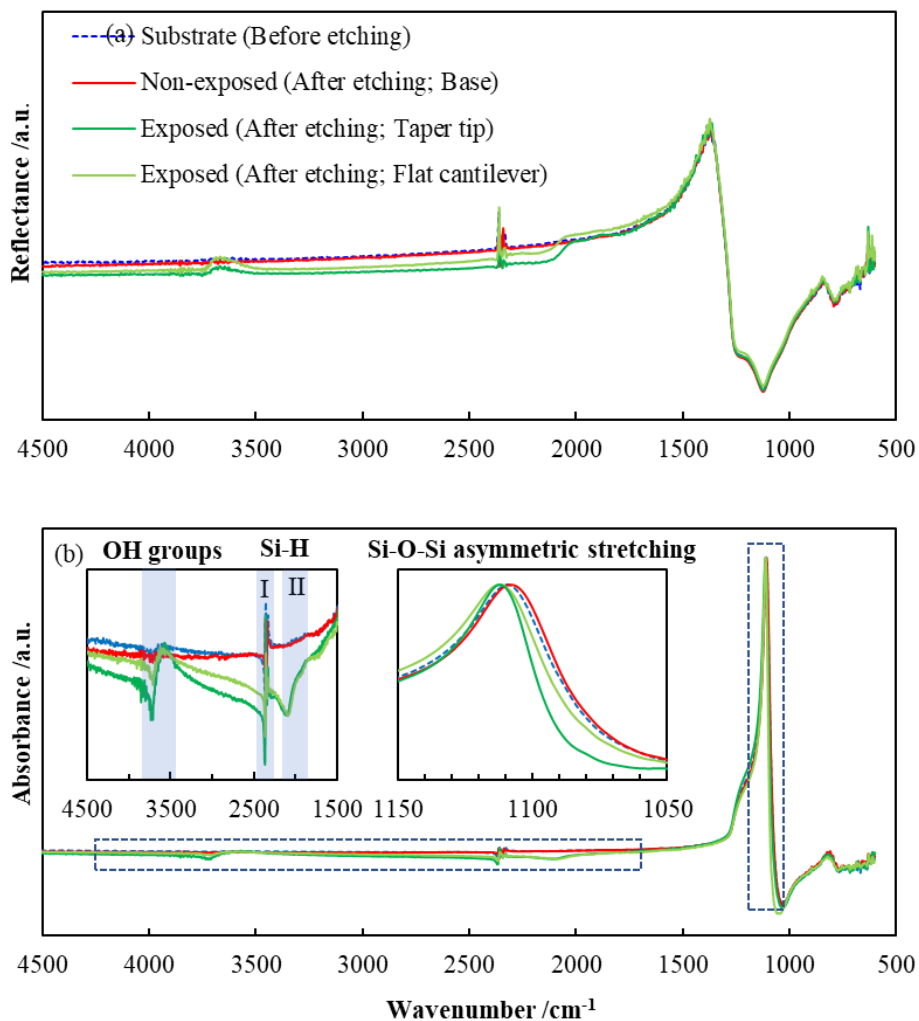 (a) Substrate (Before etching)
Non-exposed (After etching; Base)
Exposed (After etching; Taper tip)
Exposed (After etching; Flat cantilever)
Reflectance /a.u.
4500 4000 3500 3000 2500 2000 1500 1000 500
(b) OH groups Si-H Si-O-Si asymmetric stretching
I II
4500 3500 2500 1500 1150 1100 1050
Absorbance /a.u.
4500 4000 3500 3000 2500 2000 1500 1000 500
Wavenumber /cm⁻¹